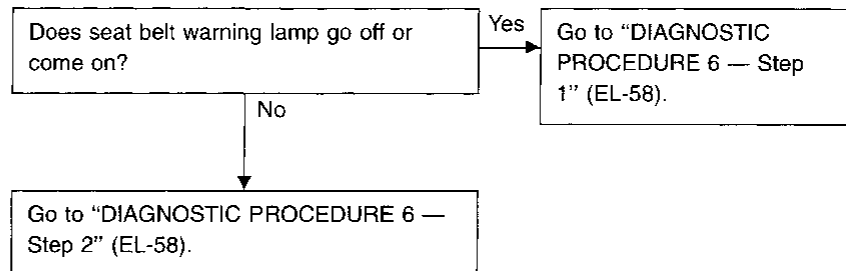 Does seat belt warning lamp go off or
come on?
Yes
Go to “DIAGNOSTIC
PROCEDURE 6 — Step
1” (EL-58).
No
Go to “DIAGNOSTIC PROCEDURE 6 —
Step 2” (EL-58).